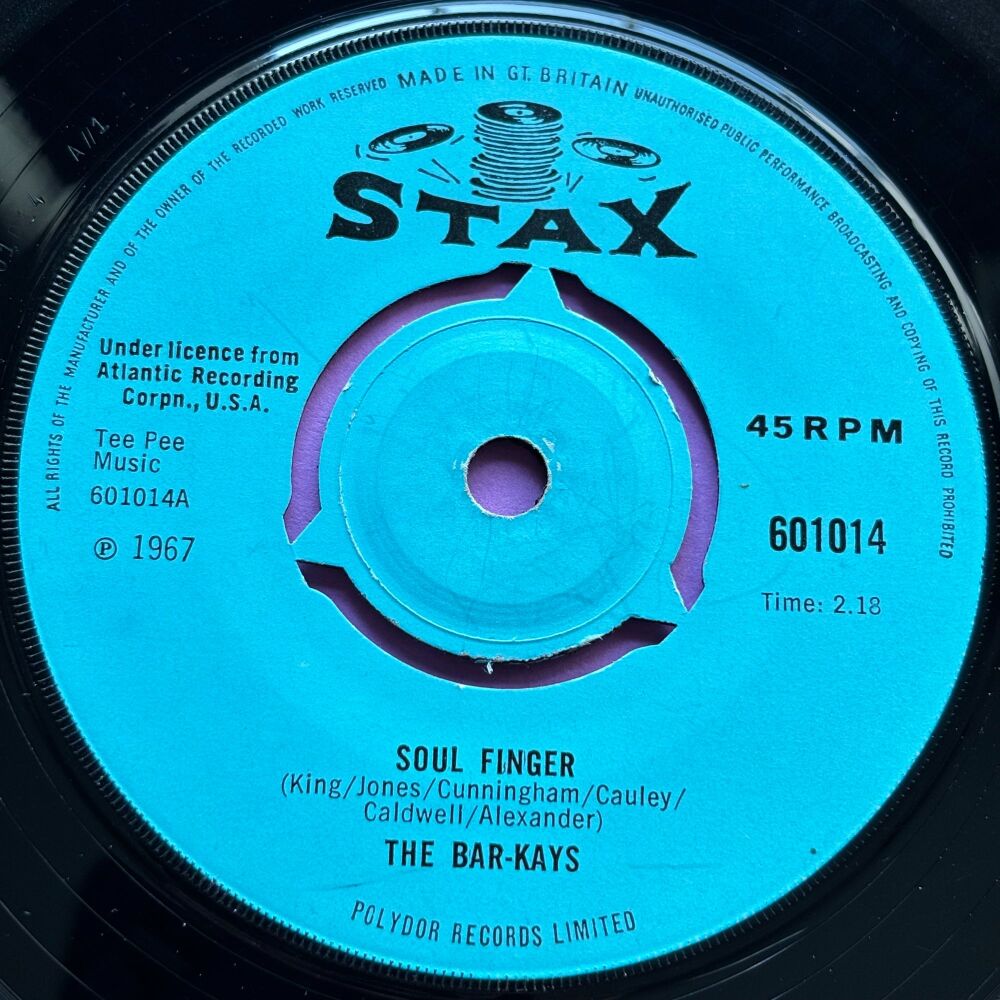 ALL RIGHTS OF THE MANUFACTURER AND OF THE OWNER OF THE RECORDED WORK RESERVED MADE IN GT. BRITAIN UNAUTHORISED PUBLIC PERFORMANCE BROADCASTING AND COPYING OF THIS RECORD PROHIBITED
A//1
STAX
Under licence from
Atlantic Recording
Corpn., U.S.A.
Tee Pee
Music
601014A
℗ 1967
45 RPM
601014
Time: 2.18
SOUL FINGER
(King/Jones/Cunningham/Cauley/
Caldwell/Alexander)
THE BAR-KAYS
POLYDOR RECORDS LIMITED